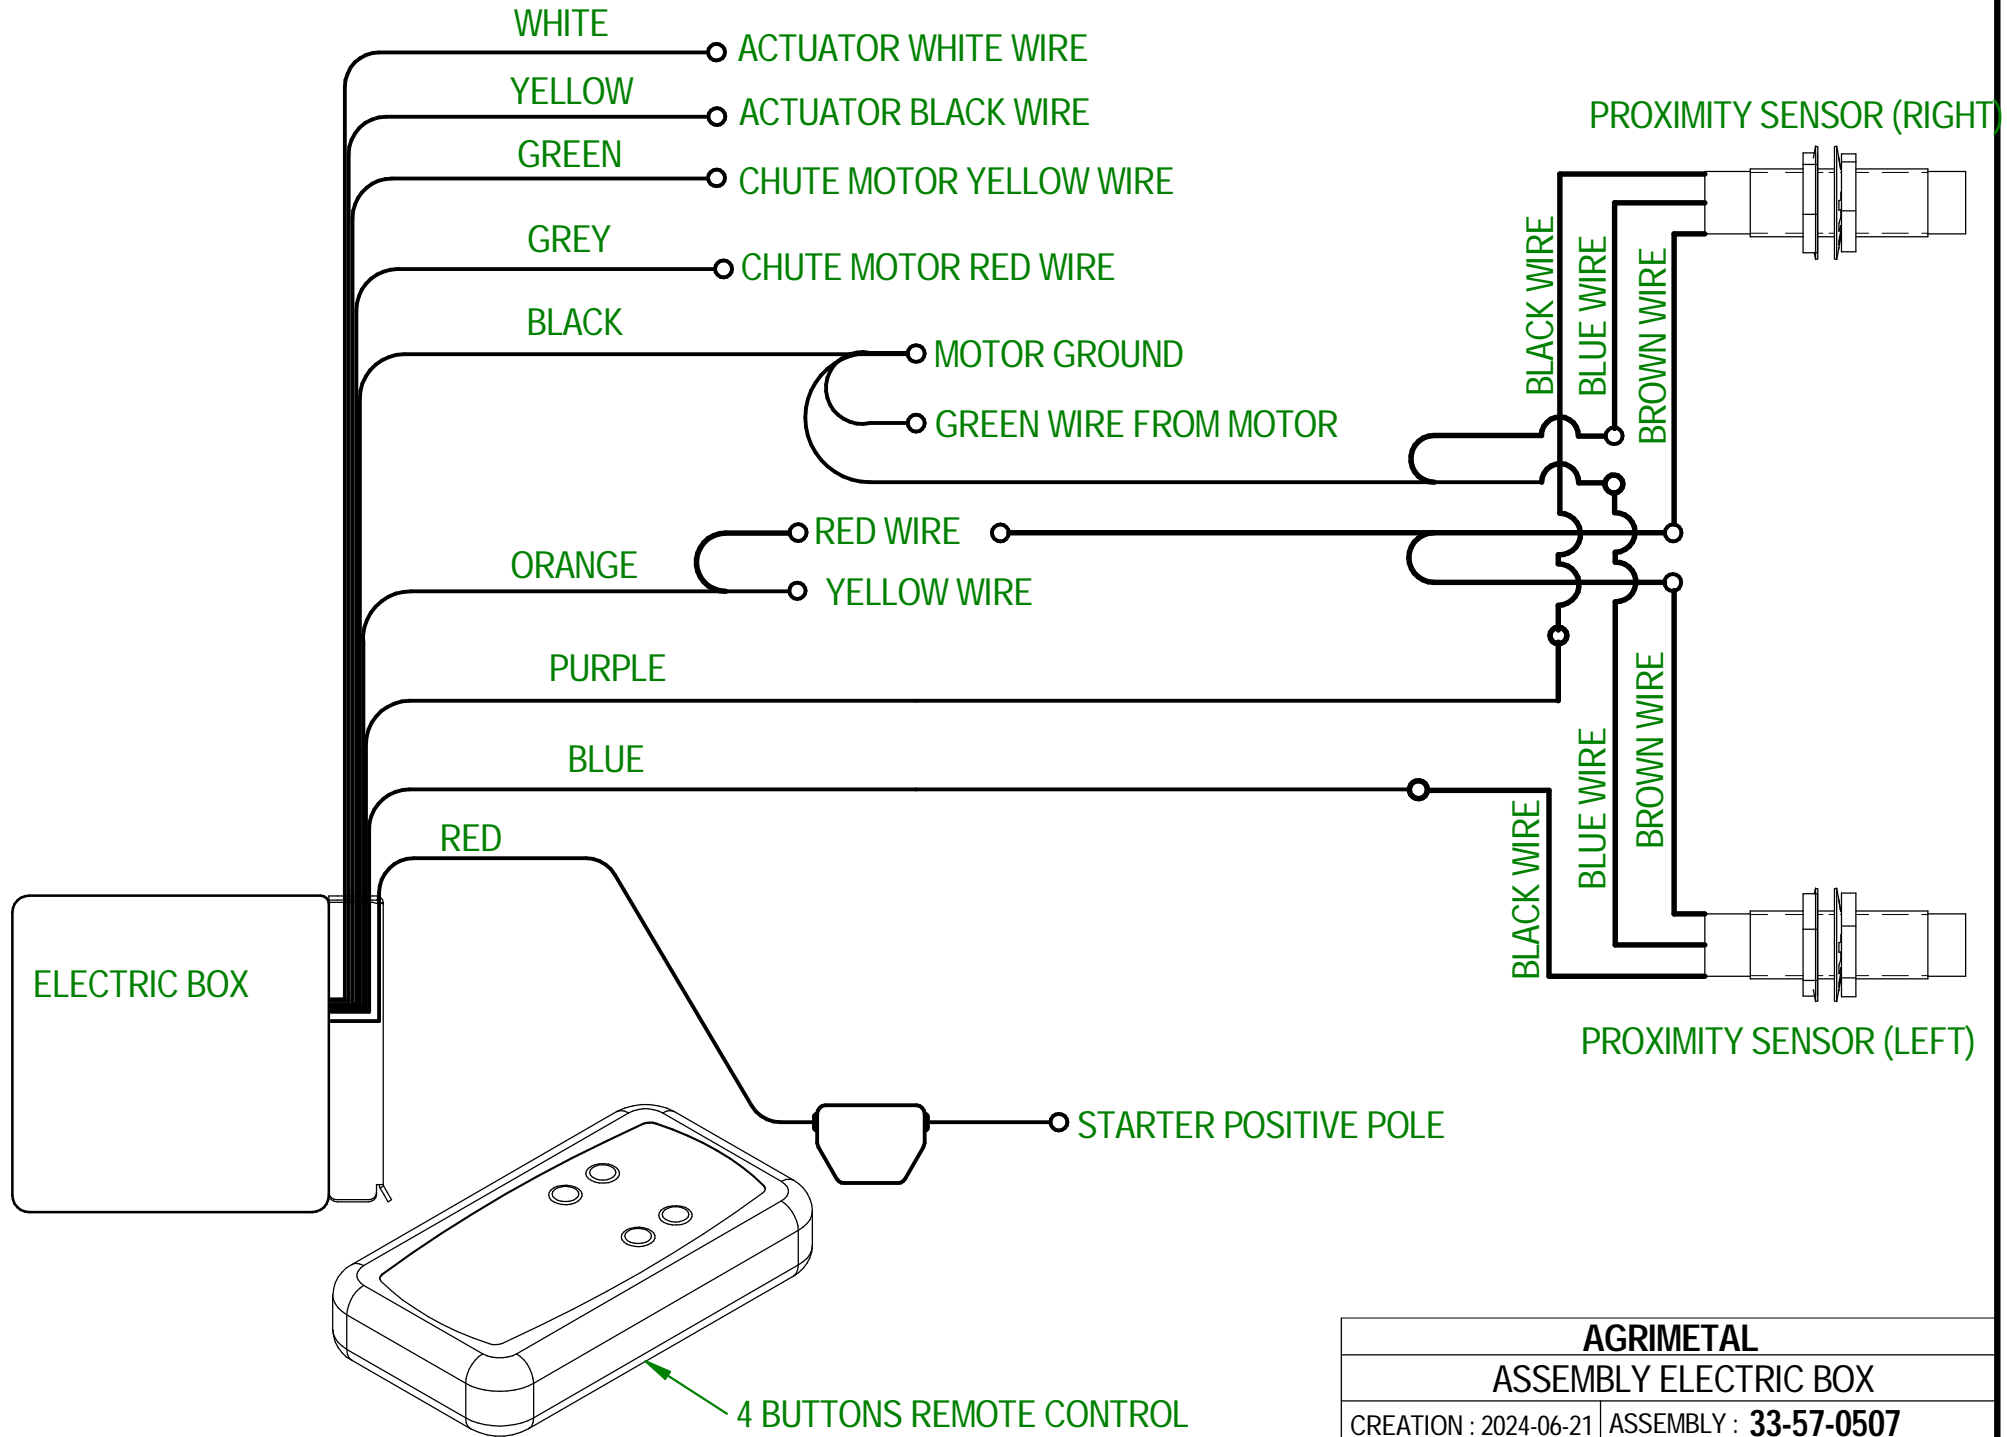 WHITE
ACTUATOR WHITE WIRE
YELLOW
ACTUATOR BLACK WIRE
GREEN
CHUTE MOTOR YELLOW WIRE
GREY
CHUTE MOTOR RED WIRE
BLACK
MOTOR GROUND
GREEN WIRE FROM MOTOR
RED WIRE
ORANGE
YELLOW WIRE
PURPLE
BLUE
RED
PROXIMITY SENSOR (RIGHT)
BLACK WIRE
BLUE WIRE
BROWN WIRE
BLACK WIRE
BLUE WIRE
BROWN WIRE
PROXIMITY SENSOR (LEFT)
ELECTRIC BOX
STARTER POSITIVE POLE
4 BUTTONS REMOTE CONTROL
AGRIMETAL
ASSEMBLY ELECTRIC BOX
CREATION : 2024-06-21 ASSEMBLY : 33-57-0507